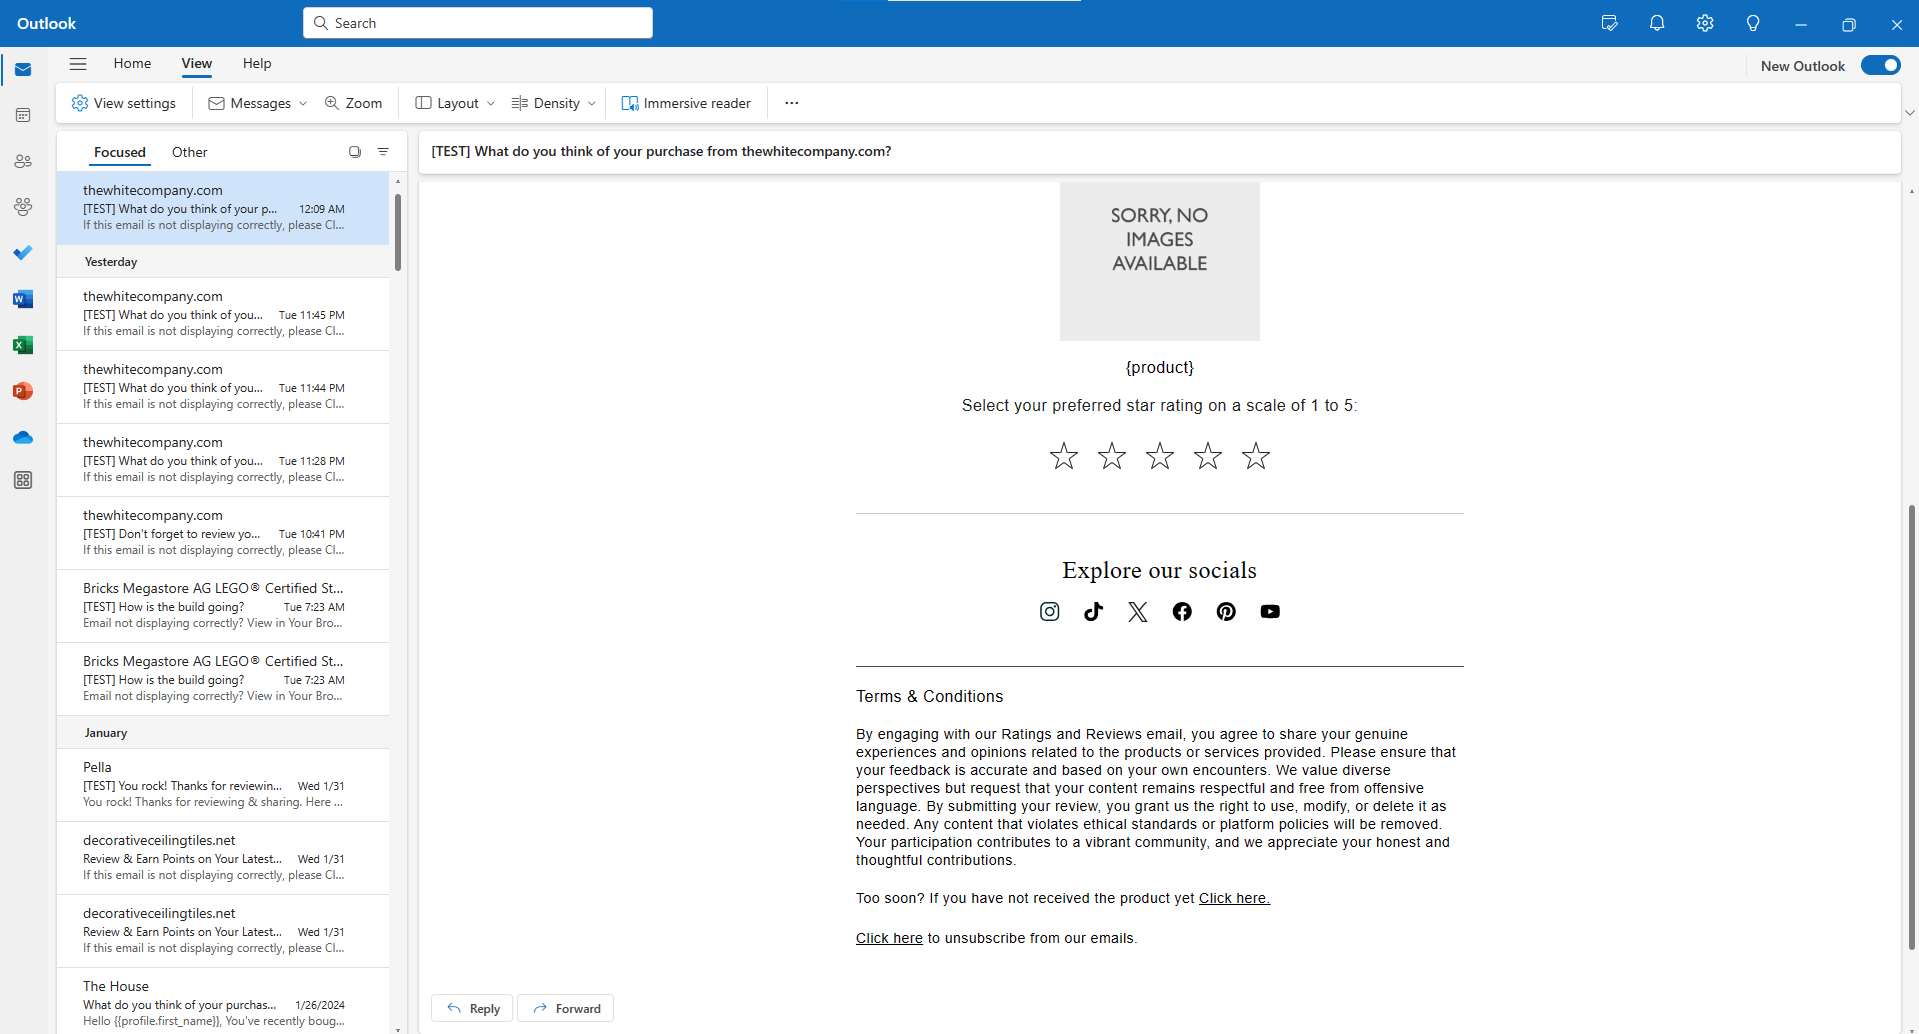 Outlook
Search
Home View Help
New Outlook
View settings Messages Zoom Layout Density Immersive reader ...
Focused Other
thewhitecompany.com
[TEST] What do you think of your p... 12:09 AM
If this email is not displaying correctly, please Cl...
Yesterday
thewhitecompany.com
[TEST] What do you think of you... Tue 11:45 PM
If this email is not displaying correctly, please Cl...
thewhitecompany.com
[TEST] What do you think of you... Tue 11:44 PM
If this email is not displaying correctly, please Cl...
thewhitecompany.com
[TEST] What do you think of you... Tue 11:28 PM
If this email is not displaying correctly, please Cl...
thewhitecompany.com
[TEST] Don't forget to review yo... Tue 10:41 PM
If this email is not displaying correctly, please Cl...
Bricks Megastore AG LEGO® Certified St...
[TEST] How is the build going? Tue 7:23 AM
Email not displaying correctly? View in Your Bro...
Bricks Megastore AG LEGO® Certified St...
[TEST] How is the build going? Tue 7:23 AM
Email not displaying correctly? View in Your Bro...
January
Pella
[TEST] You rock! Thanks for reviewin... Wed 1/31
You rock! Thanks for reviewing & sharing. Here ...
decorativeceilingtiles.net
Review & Earn Points on Your Latest... Wed 1/31
If this email is not displaying correctly, please Cl...
decorativeceilingtiles.net
Review & Earn Points on Your Latest... Wed 1/31
If this email is not displaying correctly, please Cl...
The House
What do you think of your purchas... 1/26/2024
Hello {{profile.first_name}}, You've recently boug...
[TEST] What do you think of your purchase from thewhitecompany.com?
SORRY, NO
IMAGES
AVAILABLE
{product}
Select your preferred star rating on a scale of 1 to 5:
Explore our socials
Terms & Conditions
By engaging with our Ratings and Reviews email, you agree to share your genuine
experiences and opinions related to the products or services provided. Please ensure that
your feedback is accurate and based on your own encounters. We value diverse
perspectives but request that your content remains respectful and free from offensive
language. By submitting your review, you grant us the right to use, modify, or delete it as
needed. Any content that violates ethical standards or platform policies will be removed.
Your participation contributes to a vibrant community, and we appreciate your honest and
thoughtful contributions.
Too soon? If you have not received the product yet Click here.
Click here to unsubscribe from our emails.
Reply Forward